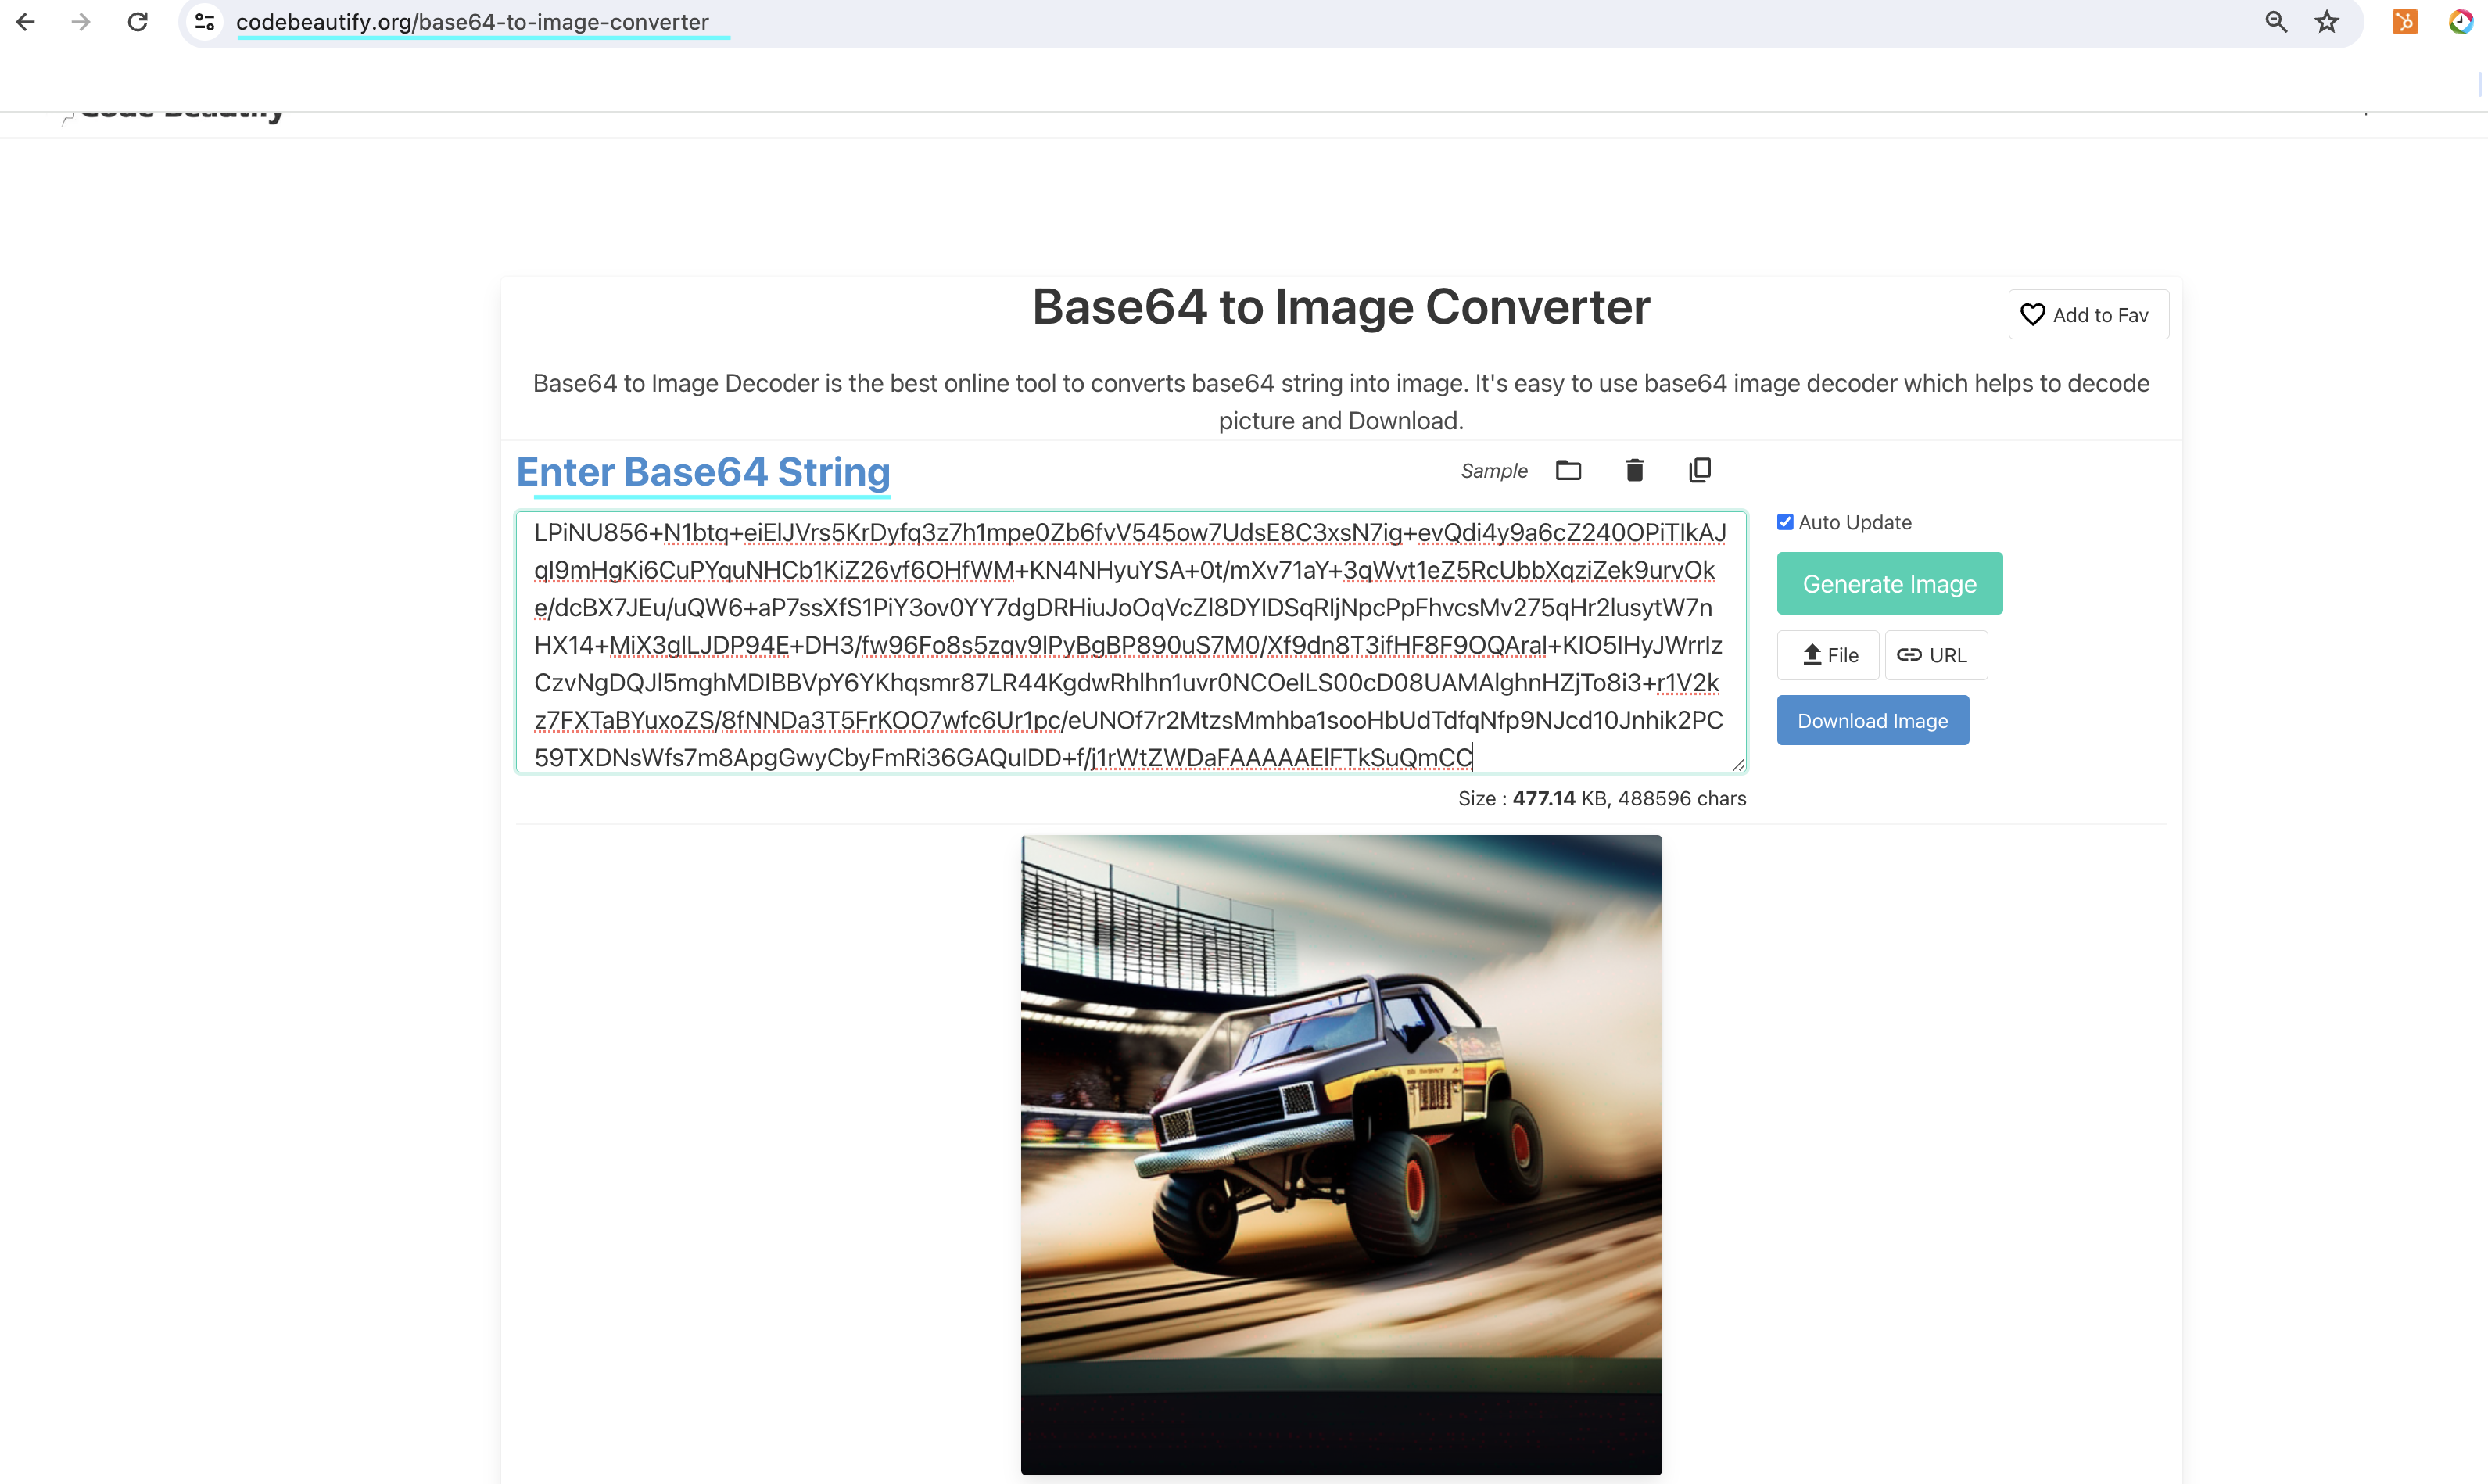 codebeautify.org/base64-to-image-converter
Code Beautify
Base64 to Image Converter
Add to Fav
Base64 to Image Decoder is the best online tool to converts base64 string into image. It's easy to use base64 image decoder which helps to decode
picture and Download.
Enter Base64 String
Sample
LPiNU856+N1btq+eiElJVrs5KrDyfq3z7h1mpe0Zb6fvV545ow7UdsE8C3xsN7ig+evQdi4y9a6cZ240OPiTIkAJ
qI9mHgKi6CuPYquNHCb1KiZ26vf6OHfWM+KN4NHyuYSA+0t/mXv71aY+3qWvt1eZ5RcUbbXqziZek9urvOk
e/dcBX7JEu/uQW6+aP7ssXfS1PiY3ov0YY7dgDRHiuJoOqVcZl8DYIDSqRIjNpcPpFhvcsMv275qHr2lusytW7n
HX14+MiX3glLJDP94E+DH3/fw96Fo8s5zqv9lPyBgBP890uS7M0/Xf9dn8T3ifHF8F9OQAral+KIO5IHyJWrrIz
CzvNgDQJl5mghMDIBBVpY6YKhqsmr87LR44KgdwRhlhn1uvr0NCOelLS00cD08UAMAlghnHZjTo8i3+r1V2k
z7FXTaBYuxoZS/8fNNDa3T5FrKOO7wfc6Ur1pc/eUNOf7r2MtzsMmhba1sooHbUdTdfqNfp9NJcd10Jnhik2PC
59TXDNsWfs7m8ApgGwyCbyFmRi36GAQuIDD+f/j1rWtZWDaFAAAAAElFTkSuQmCC
Auto Update
Generate Image
File
URL
Download Image
Size : 477.14 KB, 488596 chars